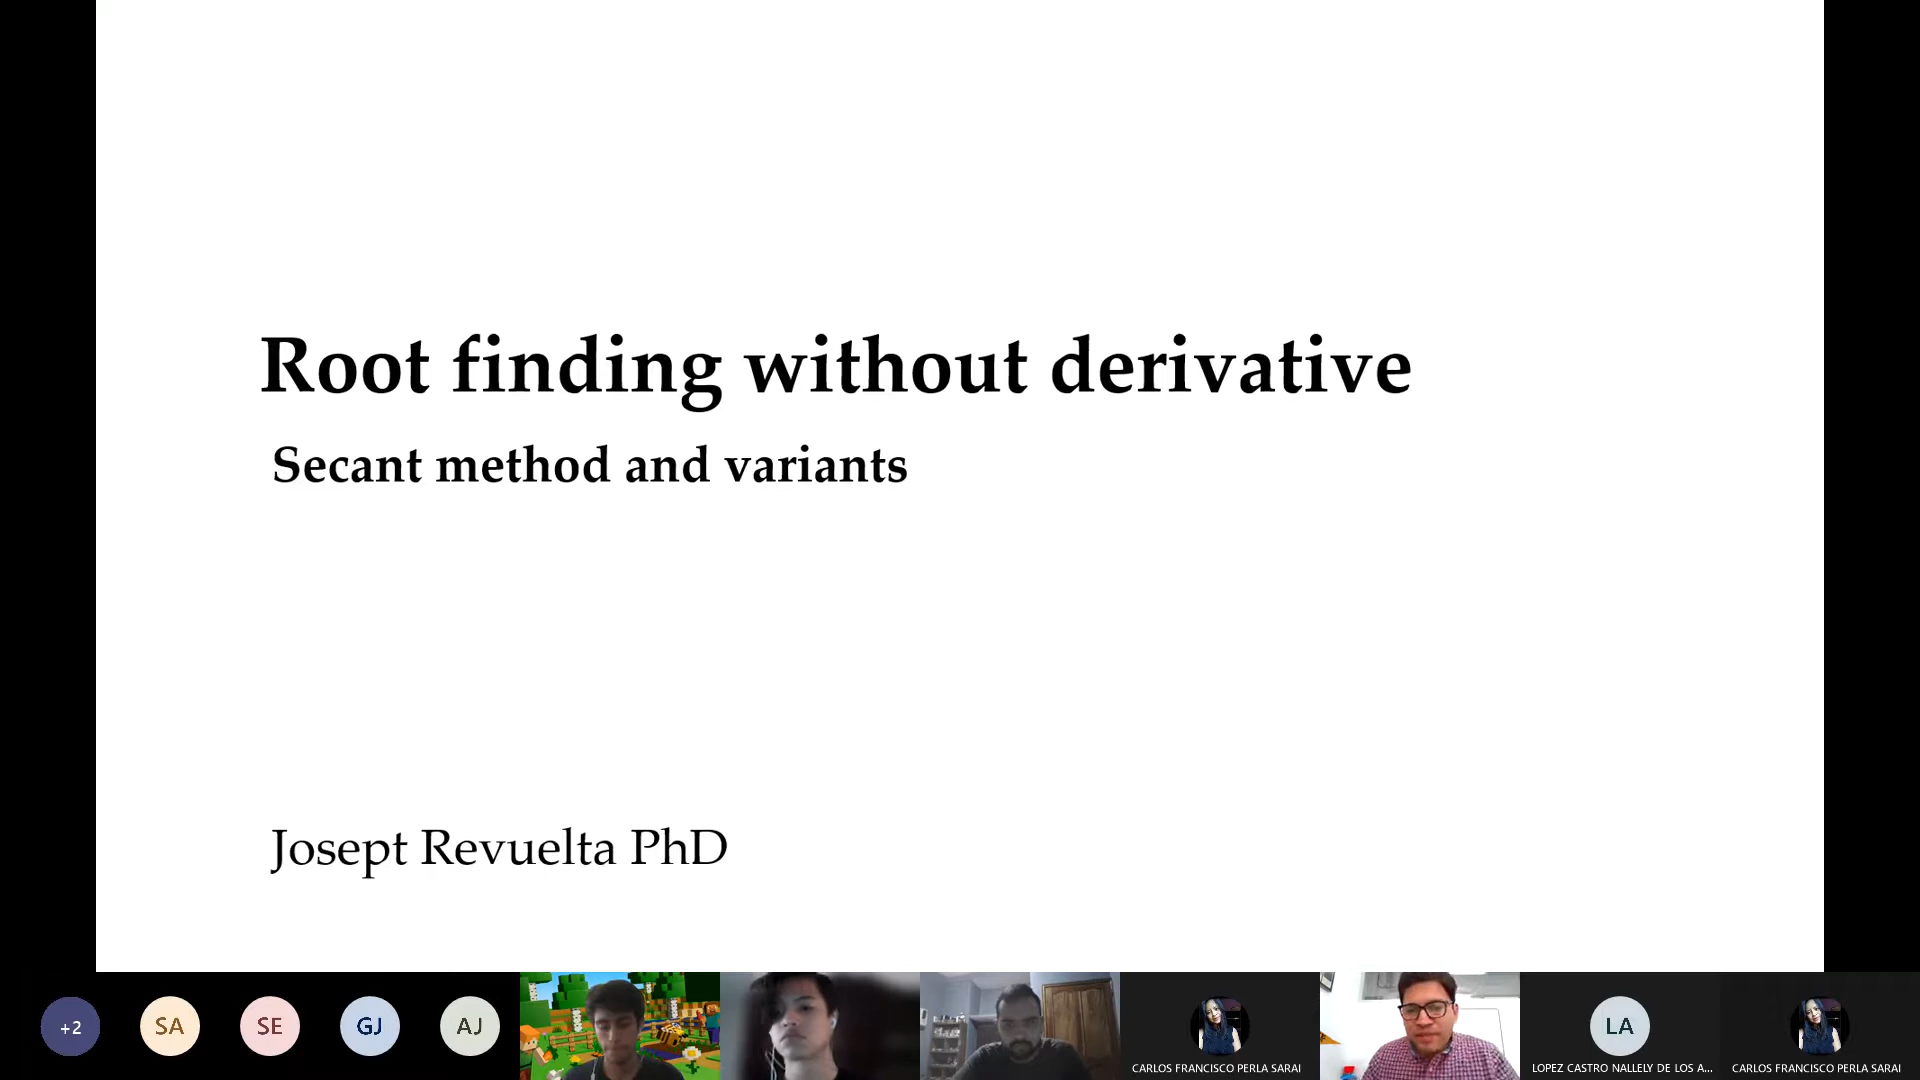 Root finding without derivative
Secant method and variants
Josept Revuelta PhD
+2
SA
SE
GJ
AJ
CARLOS FRANCISCO PERLA SARAI
LA
LOPEZ CASTRO NALLELY DE LOS A...
CARLOS FRANCISCO PERLA SARAI